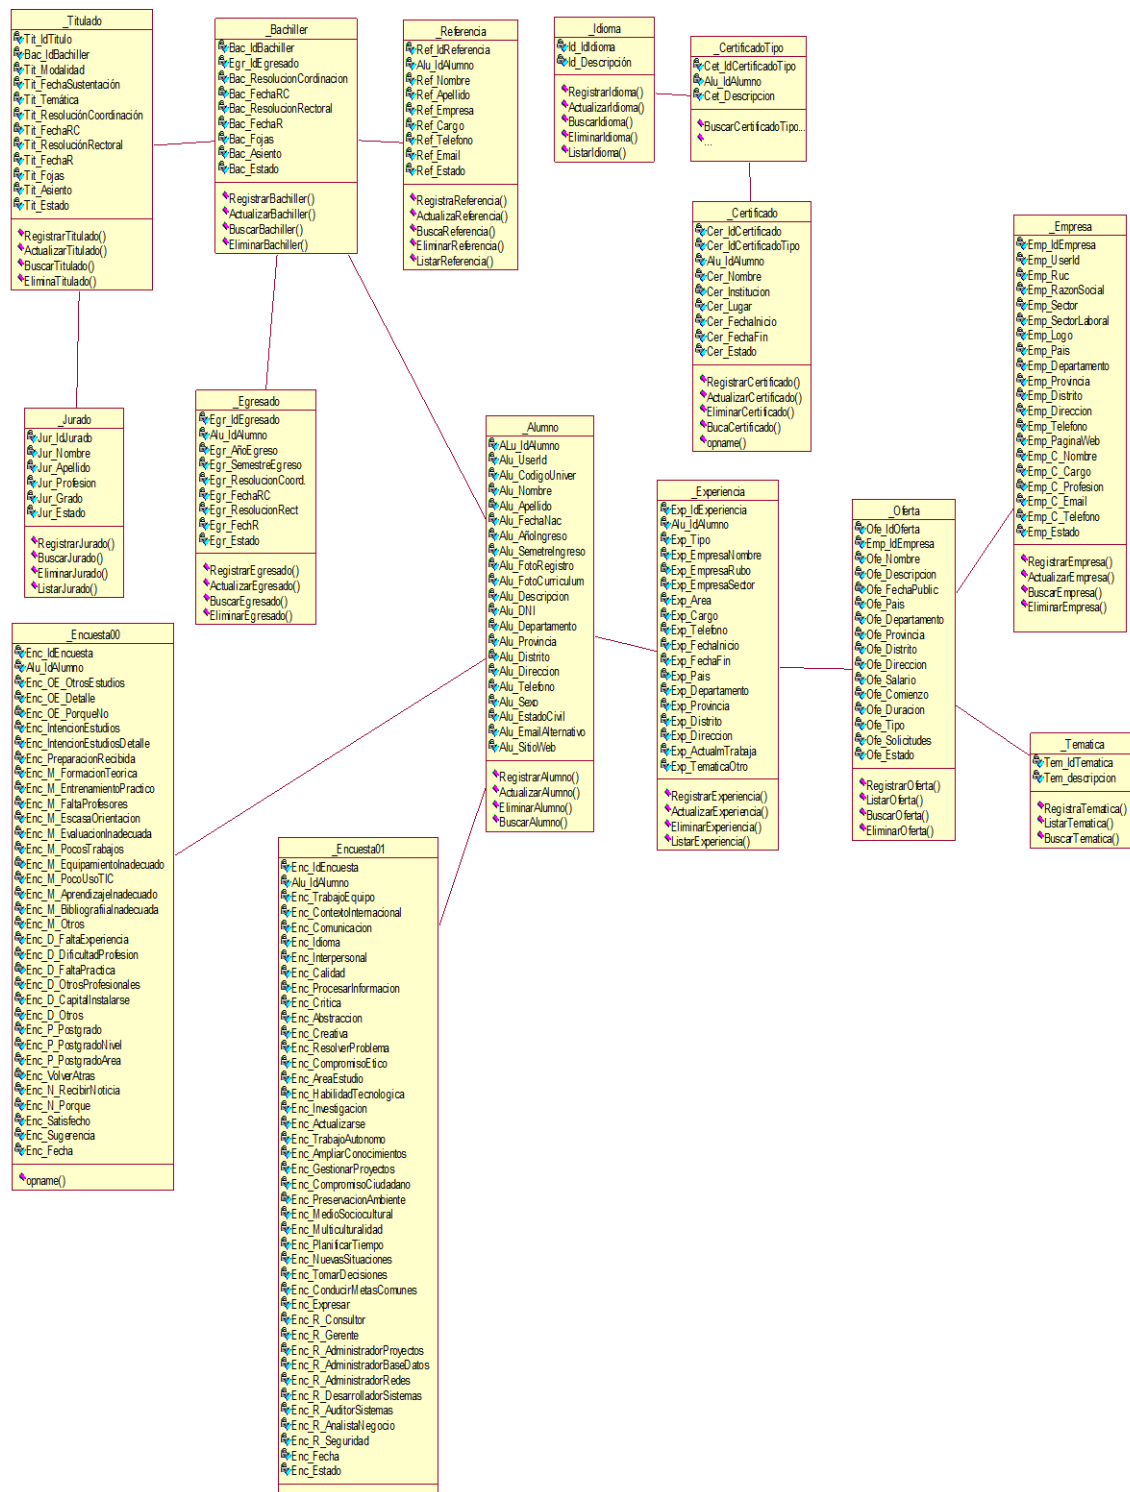 _Titulado
Tit_IdTitulo
Bac_IdBachiller
Tit_Modalidad
Tit_FechaSustentación
Tit_Temática
Tit_ResoluciónCoordinación
Tit_FechaRC
Tit_ResoluciónRectoral
Tit_FechaR
Tit_Fojas
Tit_Asiento
Tit_Estado
RegistrarTitulado()
ActualizarTitulado()
BuscarTitulado()
EliminaTitulado()
_Bachiller
Bac_IdBachiller
Egr_IdEgresado
Bac_ResolucionCordinacion
Bac_FechaRC
Bac_ResolucionRectoral
Bac_FechaR
Bac_Fojas
Bac_Asiento
Bac_Estado
RegistrarBachiller()
ActualizarBachiller()
BuscarBachiller()
EliminarBachiller()
_Referencia
Ref_IdReferencia
Alu_IdAlumno
Ref_Nombre
Ref_Apellido
Ref_Empresa
Ref_Cargo
Ref_Telefono
Ref_Email
Ref_Estado
RegistraReferencia()
ActualizaReferencia()
BuscaReferencia()
EliminarReferencia()
ListarReferencia()
_Idioma
Id_IdIdioma
Id_Descripción
RegistrarIdioma()
ActualizarIdioma()
BuscarIdioma()
EliminarIdioma()
ListarIdioma()
_CertificadoTipo
Cet_IdCertificadoTipo
Alu_IdAlumno
Cet_Descripcion
BuscarCertificadoTipo...
...
_Certificado
Cer_IdCertificado
Cer_IdCertificadoTipo
Alu_IdAlumno
Cer_Nombre
Cer_Institucion
Cer_Lugar
Cer_FechaInicio
Cer_FechaFin
Cer_Estado
RegistrarCertificado()
ActualizarCertificado()
EliminarCertificado()
BucaCertificado()
opname()
_Empresa
Emp_IdEmpresa
Emp_UserId
Emp_Ruc
Emp_RazonSocial
Emp_Sector
Emp_SectorLaboral
Emp_Logo
Emp_Pais
Emp_Departamento
Emp_Provincia
Emp_Distrito
Emp_Direccion
Emp_Telefono
Emp_PaginaWeb
Emp_C_Nombre
Emp_C_Cargo
Emp_C_Profesion
Emp_C_Email
Emp_C_Telefono
Emp_Estado
RegistrarEmpresa()
ActualizarEmpresa()
BuscarEmpresa()
EliminarEmpresa()
_Jurado
Jur_IdJurado
Jur_Nombre
Jur_Apellido
Jur_Profesion
Jur_Grado
Jur_Estado
RegistrarJurado()
BuscarJurado()
EliminarJurado()
ListarJurado()
_Egresado
Egr_IdEgresado
Alu_IdAlumno
Egr_AñoEgreso
Egr_SemestreEgreso
Egr_ResolucionCoord.
Egr_FechaRC
Egr_ResolucionRect
Egr_FechR
Egr_Estado
RegistrarEgresado()
ActualizarEgresado()
BuscarEgresado()
EliminarEgresado()
_Alumno
ALu_IdAlumno
Alu_UserId
Alu_CodigoUniver
Alu_Nombre
Alu_Apellido
Alu_FechaNac
Alu_AñoIngreso
Alu_SemetreIngreso
Alu_FotoRegistro
Alu_FotoCurriculum
Alu_Descripcion
Alu_DNI
Alu_Departamento
Alu_Provincia
Alu_Distrito
Alu_Direccion
Alu_Telefono
Alu_Sexo
Alu_EstadoCivil
Alu_EmailAlternativo
Alu_SitioWeb
RegistrarAlumno()
ActualizarAlumno()
EliminarAlumno()
BuscarAlumno()
_Experiencia
Exp_IdExperiencia
Alu_IdAlumno
Exp_Tipo
Exp_EmpresaNombre
Exp_EmpresaRubo
Exp_EmpresaSector
Exp_Area
Exp_Cargo
Exp_Telefono
Exp_FechaInicio
Exp_FechaFin
Exp_Pais
Exp_Departamento
Exp_Provincia
Exp_Distrito
Exp_Direccion
Exp_ActualmTrabaja
Exp_TematicaOtro
RegistrarExperiencia()
ActualizarExperiencia()
EliminarExperiencia()
ListarExperiencia()
_Oferta
Ofe_IdOferta
Emp_IdEmpresa
Ofe_Nombre
Ofe_Descripcion
Ofe_FechaPublic
Ofe_Pais
Ofe_Departamento
Ofe_Provincia
Ofe_Distrito
Ofe_Direccion
Ofe_Salario
Ofe_Comienzo
Ofe_Duracion
Ofe_Tipo
Ofe_Solicitudes
Ofe_Estado
RegistrarOferta()
ListarOferta()
BuscarOferta()
EliminarOferta()
_Tematica
Tem_IdTematica
Tem_descripcion
RegistraTematica()
ListarTematica()
BuscarTematica()
_Encuesta00
Enc_IdEncuesta
Alu_IdAlumno
Enc_OE_OtrosEstudios
Enc_OE_Detalle
Enc_OE_PorqueNo
Enc_IntencionEstudios
Enc_IntencionEstudiosDetalle
Enc_PreparacionRecibida
Enc_M_FormacionTeorica
Enc_M_EntrenamientoPractico
Enc_M_FaltaProfesores
Enc_M_EscasaOrientacion
Enc_M_EvaluacionInadecuada
Enc_M_PocosTrabajos
Enc_M_EquipamientoInadecuado
Enc_M_PocoUsoTIC
Enc_M_AprendizajeInadecuado
Enc_M_BibliografiaInadecuada
Enc_M_Otros
Enc_D_FaltaExperiencia
Enc_D_DificultadProfesion
Enc_D_FaltaPractica
Enc_D_OtrosProfesionales
Enc_D_CapitalInstalarse
Enc_D_Otros
Enc_P_Postgrado
Enc_P_PostgradoNivel
Enc_P_PostgradoArea
Enc_VolverAtras
Enc_N_RecibirNoticia
Enc_N_Porque
Enc_Satisfecho
Enc_Sugerencia
Enc_Fecha
opname()
_Encuesta01
Enc_IdEncuesta
Alu_IdAlumno
Enc_TrabajoEquipo
Enc_ContextoInternacional
Enc_Comunicacion
Enc_Idioma
Enc_Interpersonal
Enc_Calidad
Enc_ProcesarInformacion
Enc_Critica
Enc_Abstraccion
Enc_Creativa
Enc_ResolverProblema
Enc_CompromisoEtico
Enc_AreaEstudio
Enc_HabilidadTecnologica
Enc_Investigacion
Enc_Actualizarse
Enc_TrabajoAutonomo
Enc_AmpliarConocimientos
Enc_GestionarProyectos
Enc_CompromisoCiudadano
Enc_PreservacionAmbiente
Enc_MedioSociocultural
Enc_Multiculturalidad
Enc_PlanificarTiempo
Enc_NuevasSituaciones
Enc_TomarDecisiones
Enc_ConducirMetasComunes
Enc_Expresar
Enc_R_Consultor
Enc_R_Gerente
Enc_R_AdministradorProyectos
Enc_R_AdministradorBaseDatos
Enc_R_AdministradorRedes
Enc_R_DesarrolladorSistemas
Enc_R_AuditorSistemas
Enc_R_AnalistaNegocio
Enc_R_Seguridad
Enc_Fecha
Enc_Estado